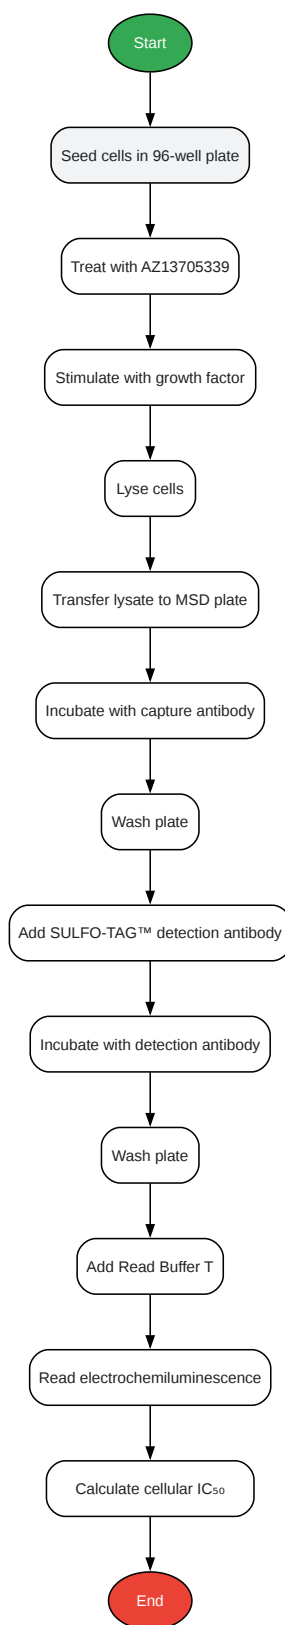 Start
Seed cells in 96-well plate
Treat with AZ13705339
Stimulate with growth factor
Lyse cells
Transfer lysate to MSD plate
Incubate with capture antibody
Wash plate
Add SULFO-TAG™ detection antibody
Incubate with detection antibody
Wash plate
Add Read Buffer T
Read electrochemiluminescence
Calculate cellular IC₅₀
End